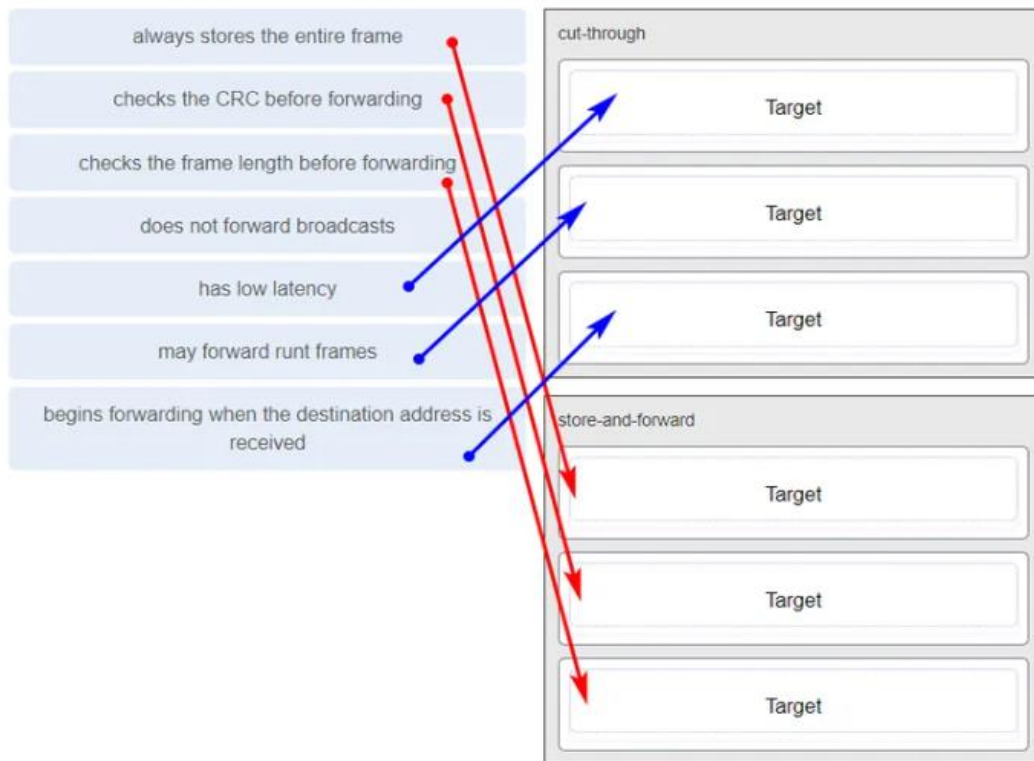 always stores the entire frame
checks the CRC before forwarding
checks the frame length before forwarding
does not forward broadcasts
has low latency
may forward runt frames
begins forwarding when the destination address is
received
cut-through
Target
Target
Target
store-and-forward
Target
Target
Target